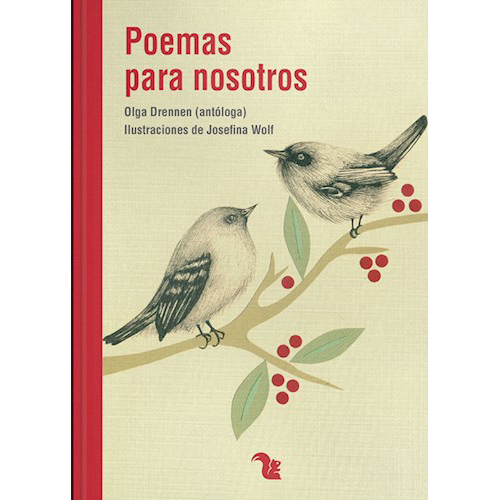 Poemas
para nosotros
Olga Drennen (antóloga)
Ilustraciones de Josefina Wolf